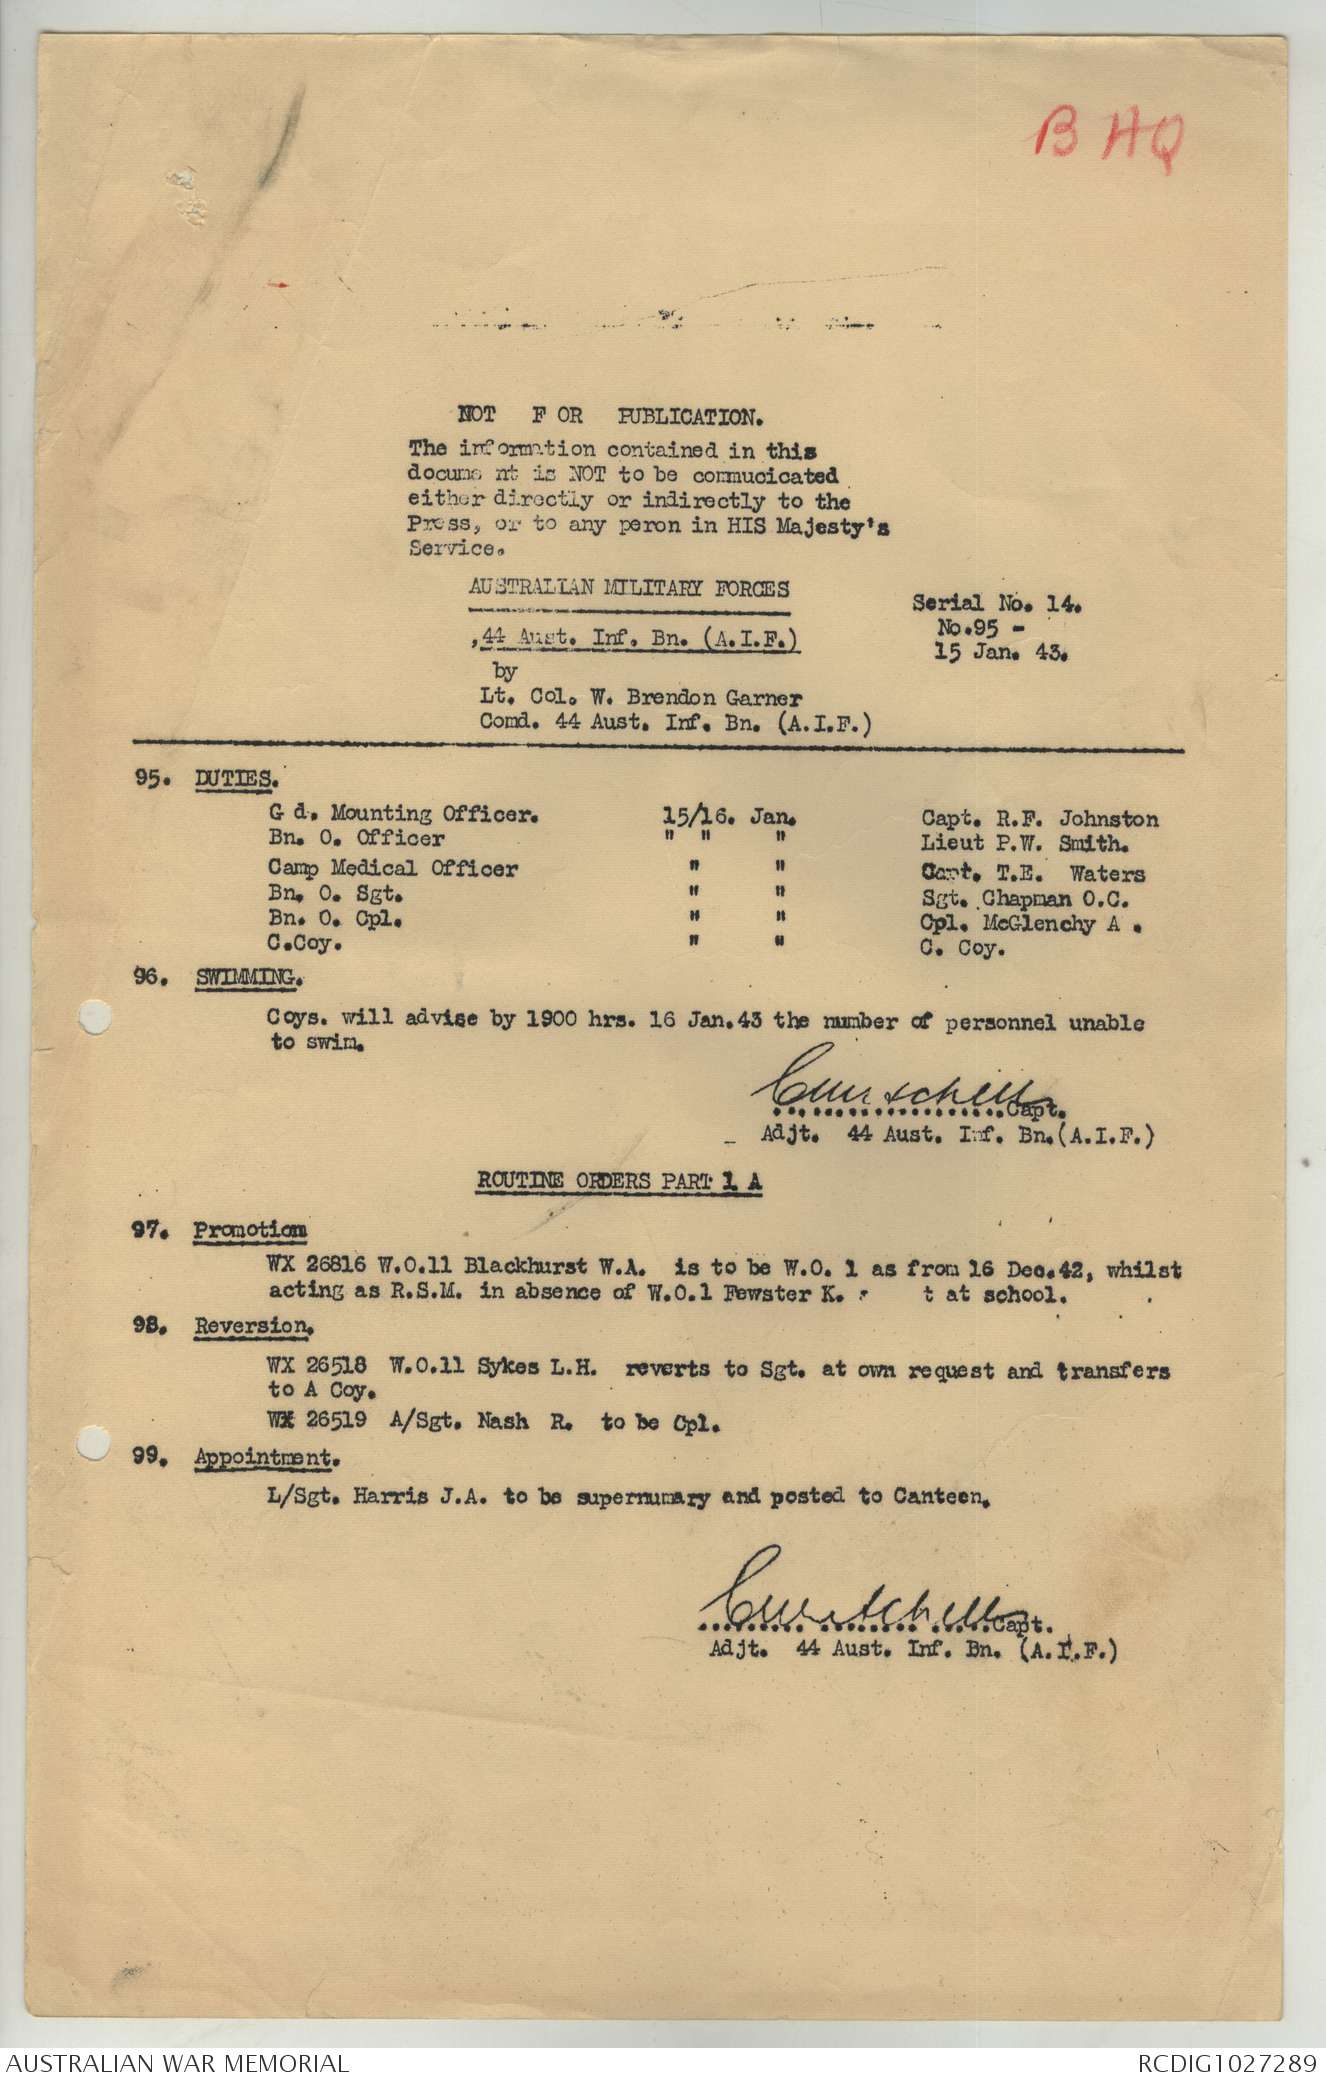 B HQ
NOT F OR PUBLICATION.
The information contained in this
document is NOT to be commucicated
either directly or indirectly to the
Press, or to any peron in HIS Majesty's
Service.
AUSTRALIAN MILITARY FORCES
Serial No. 14.
No.95 -
15 Jan. 43.
,44 Aust. Inf. Bn. (A.I.F.)
by
Lt. Col. W. Brendon Garner
Comd. 44 Aust. Inf. Bn. (A.I.F.)
95. DUTIES.
G d. Mounting Officer. 15/16. Jan. Capt. R.F. Johnston
Bn. O. Officer " " " Lieut P.W. Smith.
Camp Medical Officer " " Capt. T.E. Waters
Bn. O. Sgt. " " Sgt. Chapman O.C.
Bn. O. Cpl. " " Cpl. McGlenchy A .
C.Coy. " " C. Coy.
96. SWIMMING.
Coys. will advise by 1900 hrs. 16 Jan.43 the number of personnel unable
to swim.
....................Capt.
Adjt. 44 Aust. Inf. Bn.(A.I.F.)
ROUTINE ORDERS PART 1 A
97. Promotion
WX 26816 W.O.11 Blackhurst W.A. is to be W.O. 1 as from 16 Dec.42, whilst
acting as R.S.M. in absence of W.O.1 Fewster K. t at school.
98. Reversion.
WX 26518 W.O.11 Sykes L.H. reverts to Sgt. at own request and transfers
to A Coy.
WX 26519 A/Sgt. Nash R. to be Cpl.
99. Appointment.
L/Sgt. Harris J.A. to be supernumary and posted to Canteen.
......... ........ .....Capt.
Adjt. 44 Aust. Inf. Bn. (A.I.F.)
AUSTRALIAN WAR MEMORIAL
RCDIG1027289